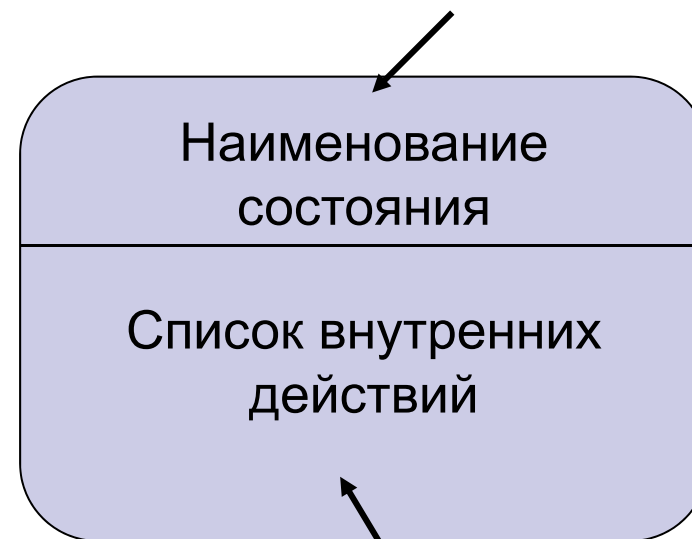 Наименование
состояния
Список внутренних
действий